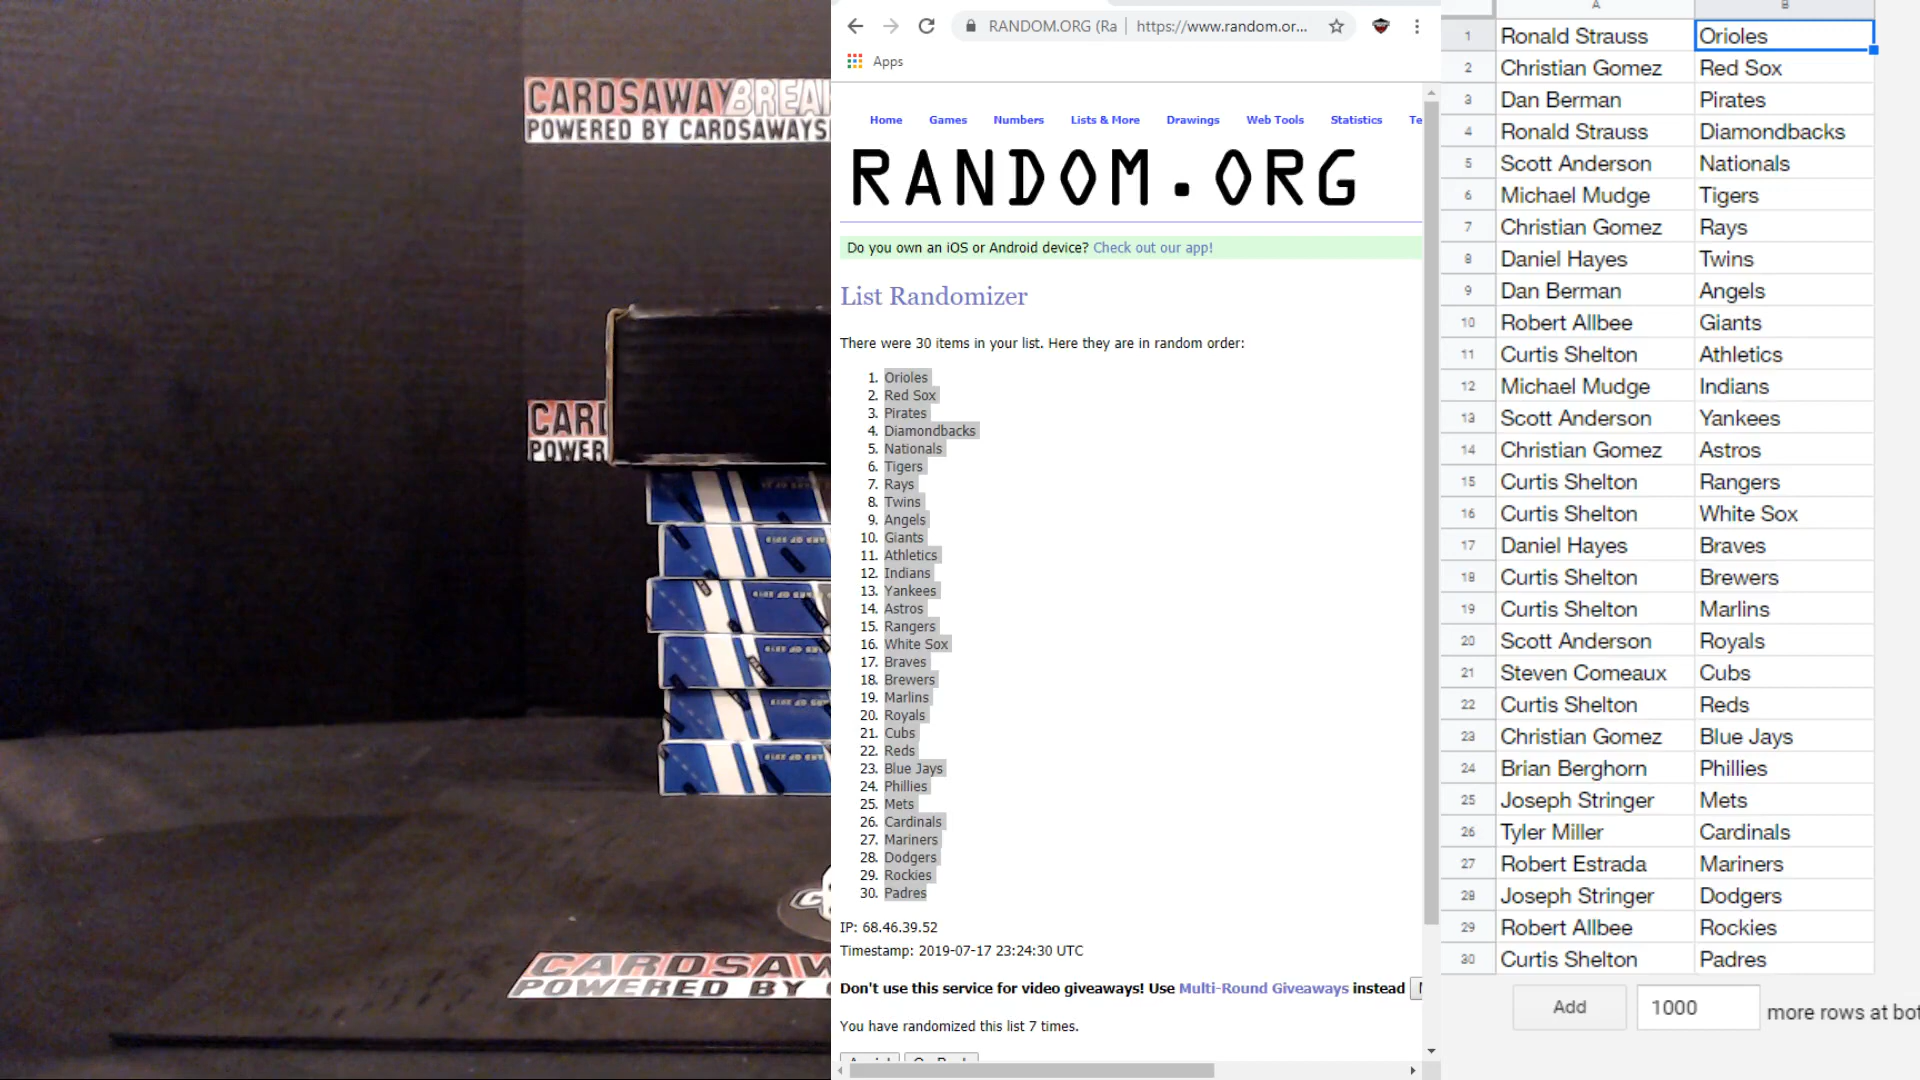 CARDSAWAYBREA
POWERED BY CARDSAWAYS
CARD
POWER
CARDSAW
POWERED BY C
RANDOM.ORG (Ra
https://www.random.or...
Apps
Home Games Numbers Lists & More Drawings Web Tools Statistics Te
RANDOM.ORG
Do you own an iOS or Android device? Check out our app!
List Randomizer
There were 30 items in your list. Here they are in random order:
1. Orioles
2. Red Sox
3. Pirates
4. Diamondbacks
5. Nationals
6. Tigers
7. Rays
8. Twins
9. Angels
10. Giants
11. Athletics
12. Indians
13. Yankees
14. Astros
15. Rangers
16. White Sox
17. Braves
18. Brewers
19. Marlins
20. Royals
21. Cubs
22. Reds
23. Blue Jays
24. Phillies
25. Mets
26. Cardinals
27. Mariners
28. Dodgers
29. Rockies
30. Padres
IP: 68.46.39.52
Timestamp: 2019-07-17 23:24:30 UTC
Don't use this service for video giveaways! Use Multi-Round Giveaways instead
You have randomized this list 7 times.
A B
1 Ronald Strauss Orioles
2 Christian Gomez Red Sox
3 Dan Berman Pirates
4 Ronald Strauss Diamondbacks
5 Scott Anderson Nationals
6 Michael Mudge Tigers
7 Christian Gomez Rays
8 Daniel Hayes Twins
9 Dan Berman Angels
10 Robert Allbee Giants
11 Curtis Shelton Athletics
12 Michael Mudge Indians
13 Scott Anderson Yankees
14 Christian Gomez Astros
15 Curtis Shelton Rangers
16 Curtis Shelton White Sox
17 Daniel Hayes Braves
18 Curtis Shelton Brewers
19 Curtis Shelton Marlins
20 Scott Anderson Royals
21 Steven Comeaux Cubs
22 Curtis Shelton Reds
23 Christian Gomez Blue Jays
24 Brian Berghorn Phillies
25 Joseph Stringer Mets
26 Tyler Miller Cardinals
27 Robert Estrada Mariners
28 Joseph Stringer Dodgers
29 Robert Allbee Rockies
30 Curtis Shelton Padres
Add 1000 more rows at bot